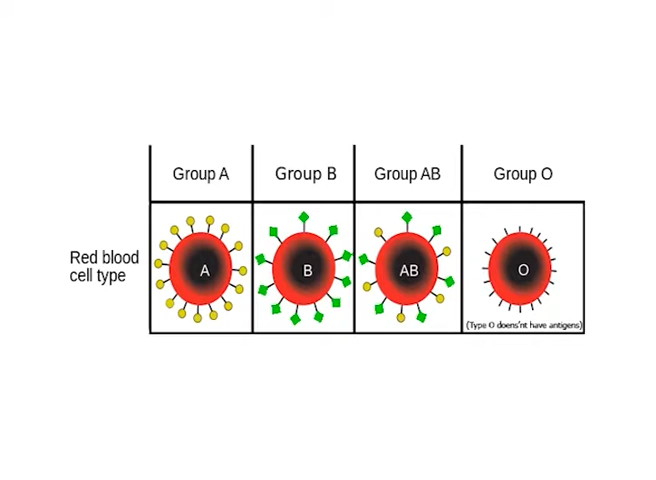 Group A
Group B
Group AB
Group O
Red blood
cell type
A
B
AB
O
(Type O doens'nt have antigens)